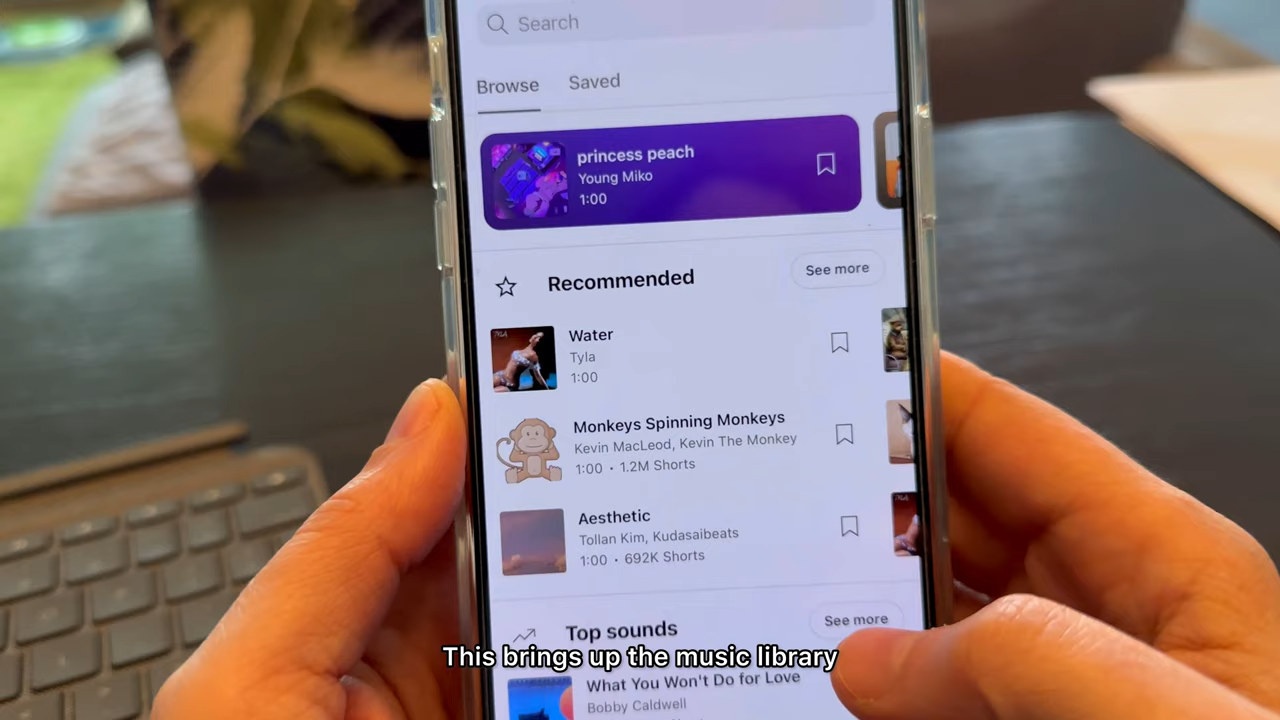 Search
Browse
Saved
princess peach
Young Miko
1:00
Recommended
See more
Water
Tyla
1:00
Monkeys Spinning Monkeys
Kevin MacLeod, Kevin The Monkey
1:00 • 1.2M Shorts
Aesthetic
Tollan Kim, Kudasaibeats
1:00 • 692K Shorts
Top sounds
See more
This brings up the music library
What You Won't Do for Love
Bobby Caldwell